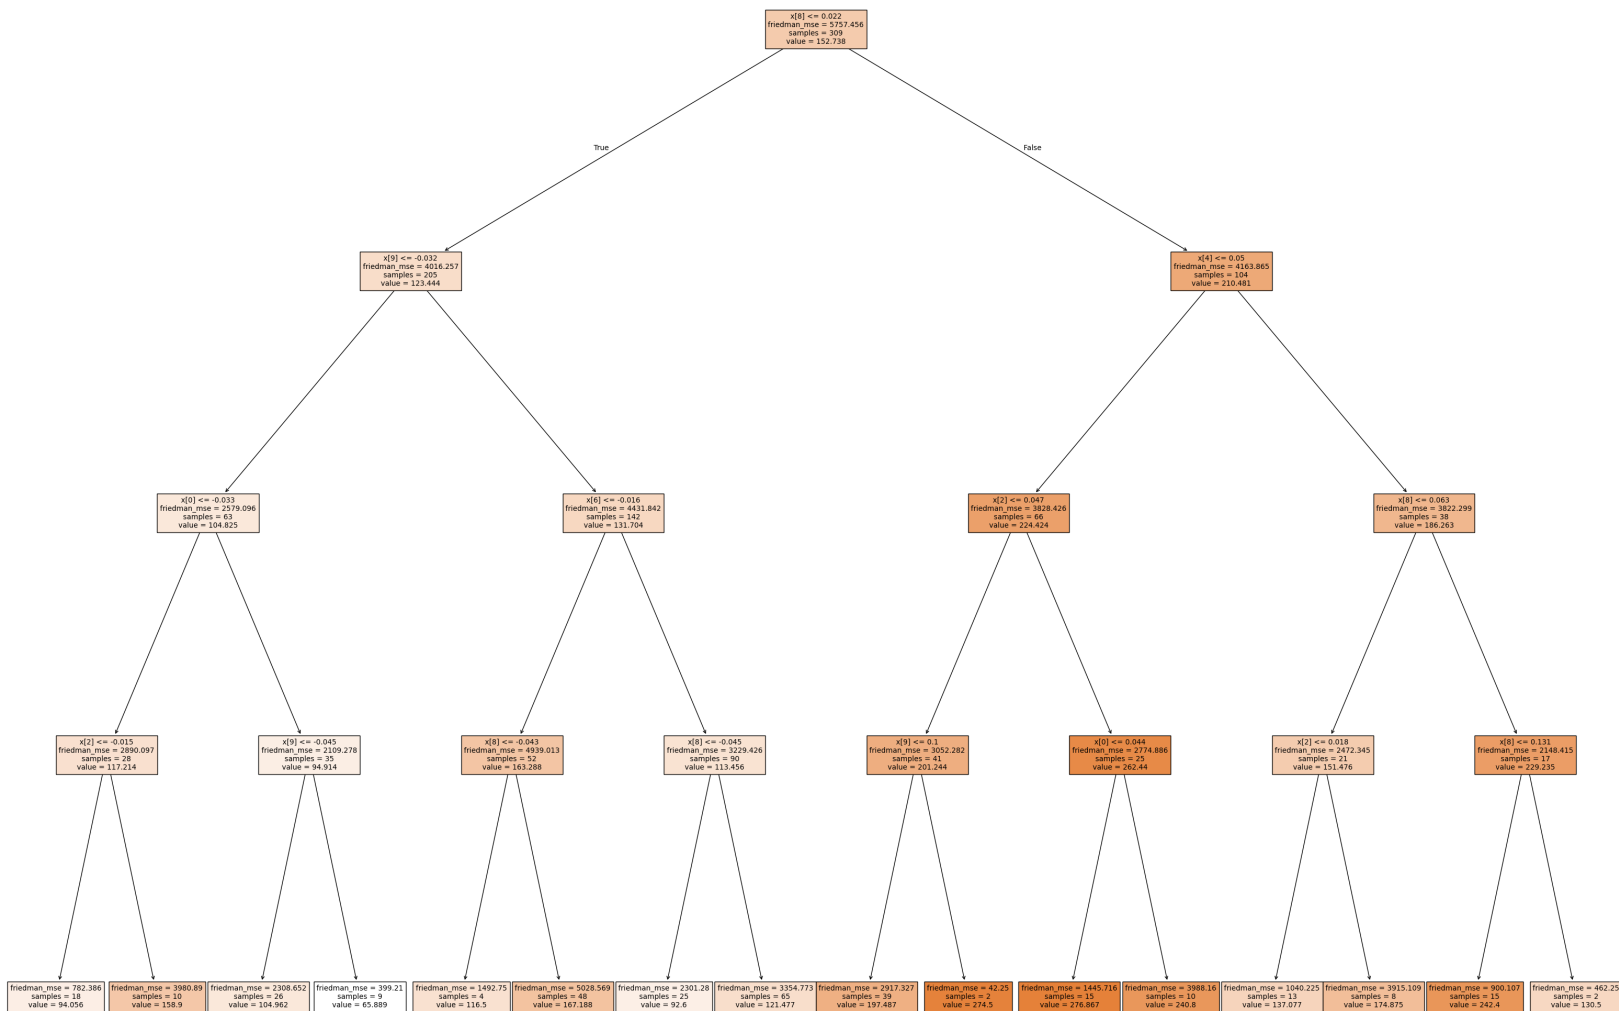 x[8] <= 0.022
friedman_mse = 5757.456
samples = 309
value = 152.738
True
False
x[9] <= -0.032
friedman_mse = 4016.257
samples = 205
value = 123.444
x[4] <= 0.05
friedman_mse = 4163.865
samples = 104
value = 210.481
x[0] <= -0.033
friedman_mse = 2579.096
samples = 63
value = 104.825
x[6] <= -0.016
friedman_mse = 4431.842
samples = 142
value = 131.704
x[2] <= 0.047
friedman_mse = 3828.426
samples = 66
value = 224.424
x[8] <= 0.063
friedman_mse = 3822.299
samples = 38
value = 186.263
x[2] <= -0.015
friedman_mse = 2890.097
samples = 28
value = 117.214
x[9] <= -0.045
friedman_mse = 2109.278
samples = 35
value = 94.914
x[8] <= -0.043
friedman_mse = 4939.013
samples = 52
value = 163.288
x[8] <= -0.045
friedman_mse = 3229.426
samples = 90
value = 113.456
x[9] <= 0.1
friedman_mse = 3052.282
samples = 41
value = 201.244
x[0] <= 0.044
friedman_mse = 2774.886
samples = 25
value = 262.44
x[2] <= 0.018
friedman_mse = 2472.345
samples = 21
value = 151.476
x[8] <= 0.131
friedman_mse = 2148.415
samples = 17
value = 229.235
friedman_mse = 782.386
samples = 18
value = 94.056
friedman_mse = 3980.89
samples = 10
value = 158.9
friedman_mse = 2308.652
samples = 26
value = 104.962
friedman_mse = 399.21
samples = 9
value = 65.889
friedman_mse = 1492.75
samples = 4
value = 116.5
friedman_mse = 5028.569
samples = 48
value = 167.188
friedman_mse = 2301.28
samples = 25
value = 92.6
friedman_mse = 3354.773
samples = 65
value = 121.477
friedman_mse = 2917.327
samples = 39
value = 197.487
friedman_mse = 42.25
samples = 2
value = 274.5
friedman_mse = 1445.716
samples = 15
value = 276.867
friedman_mse = 3988.16
samples = 10
value = 240.8
friedman_mse = 1040.225
samples = 13
value = 137.077
friedman_mse = 3915.109
samples = 8
value = 174.875
friedman_mse = 900.107
samples = 15
value = 242.4
friedman_mse = 462.25
samples = 2
value = 130.5